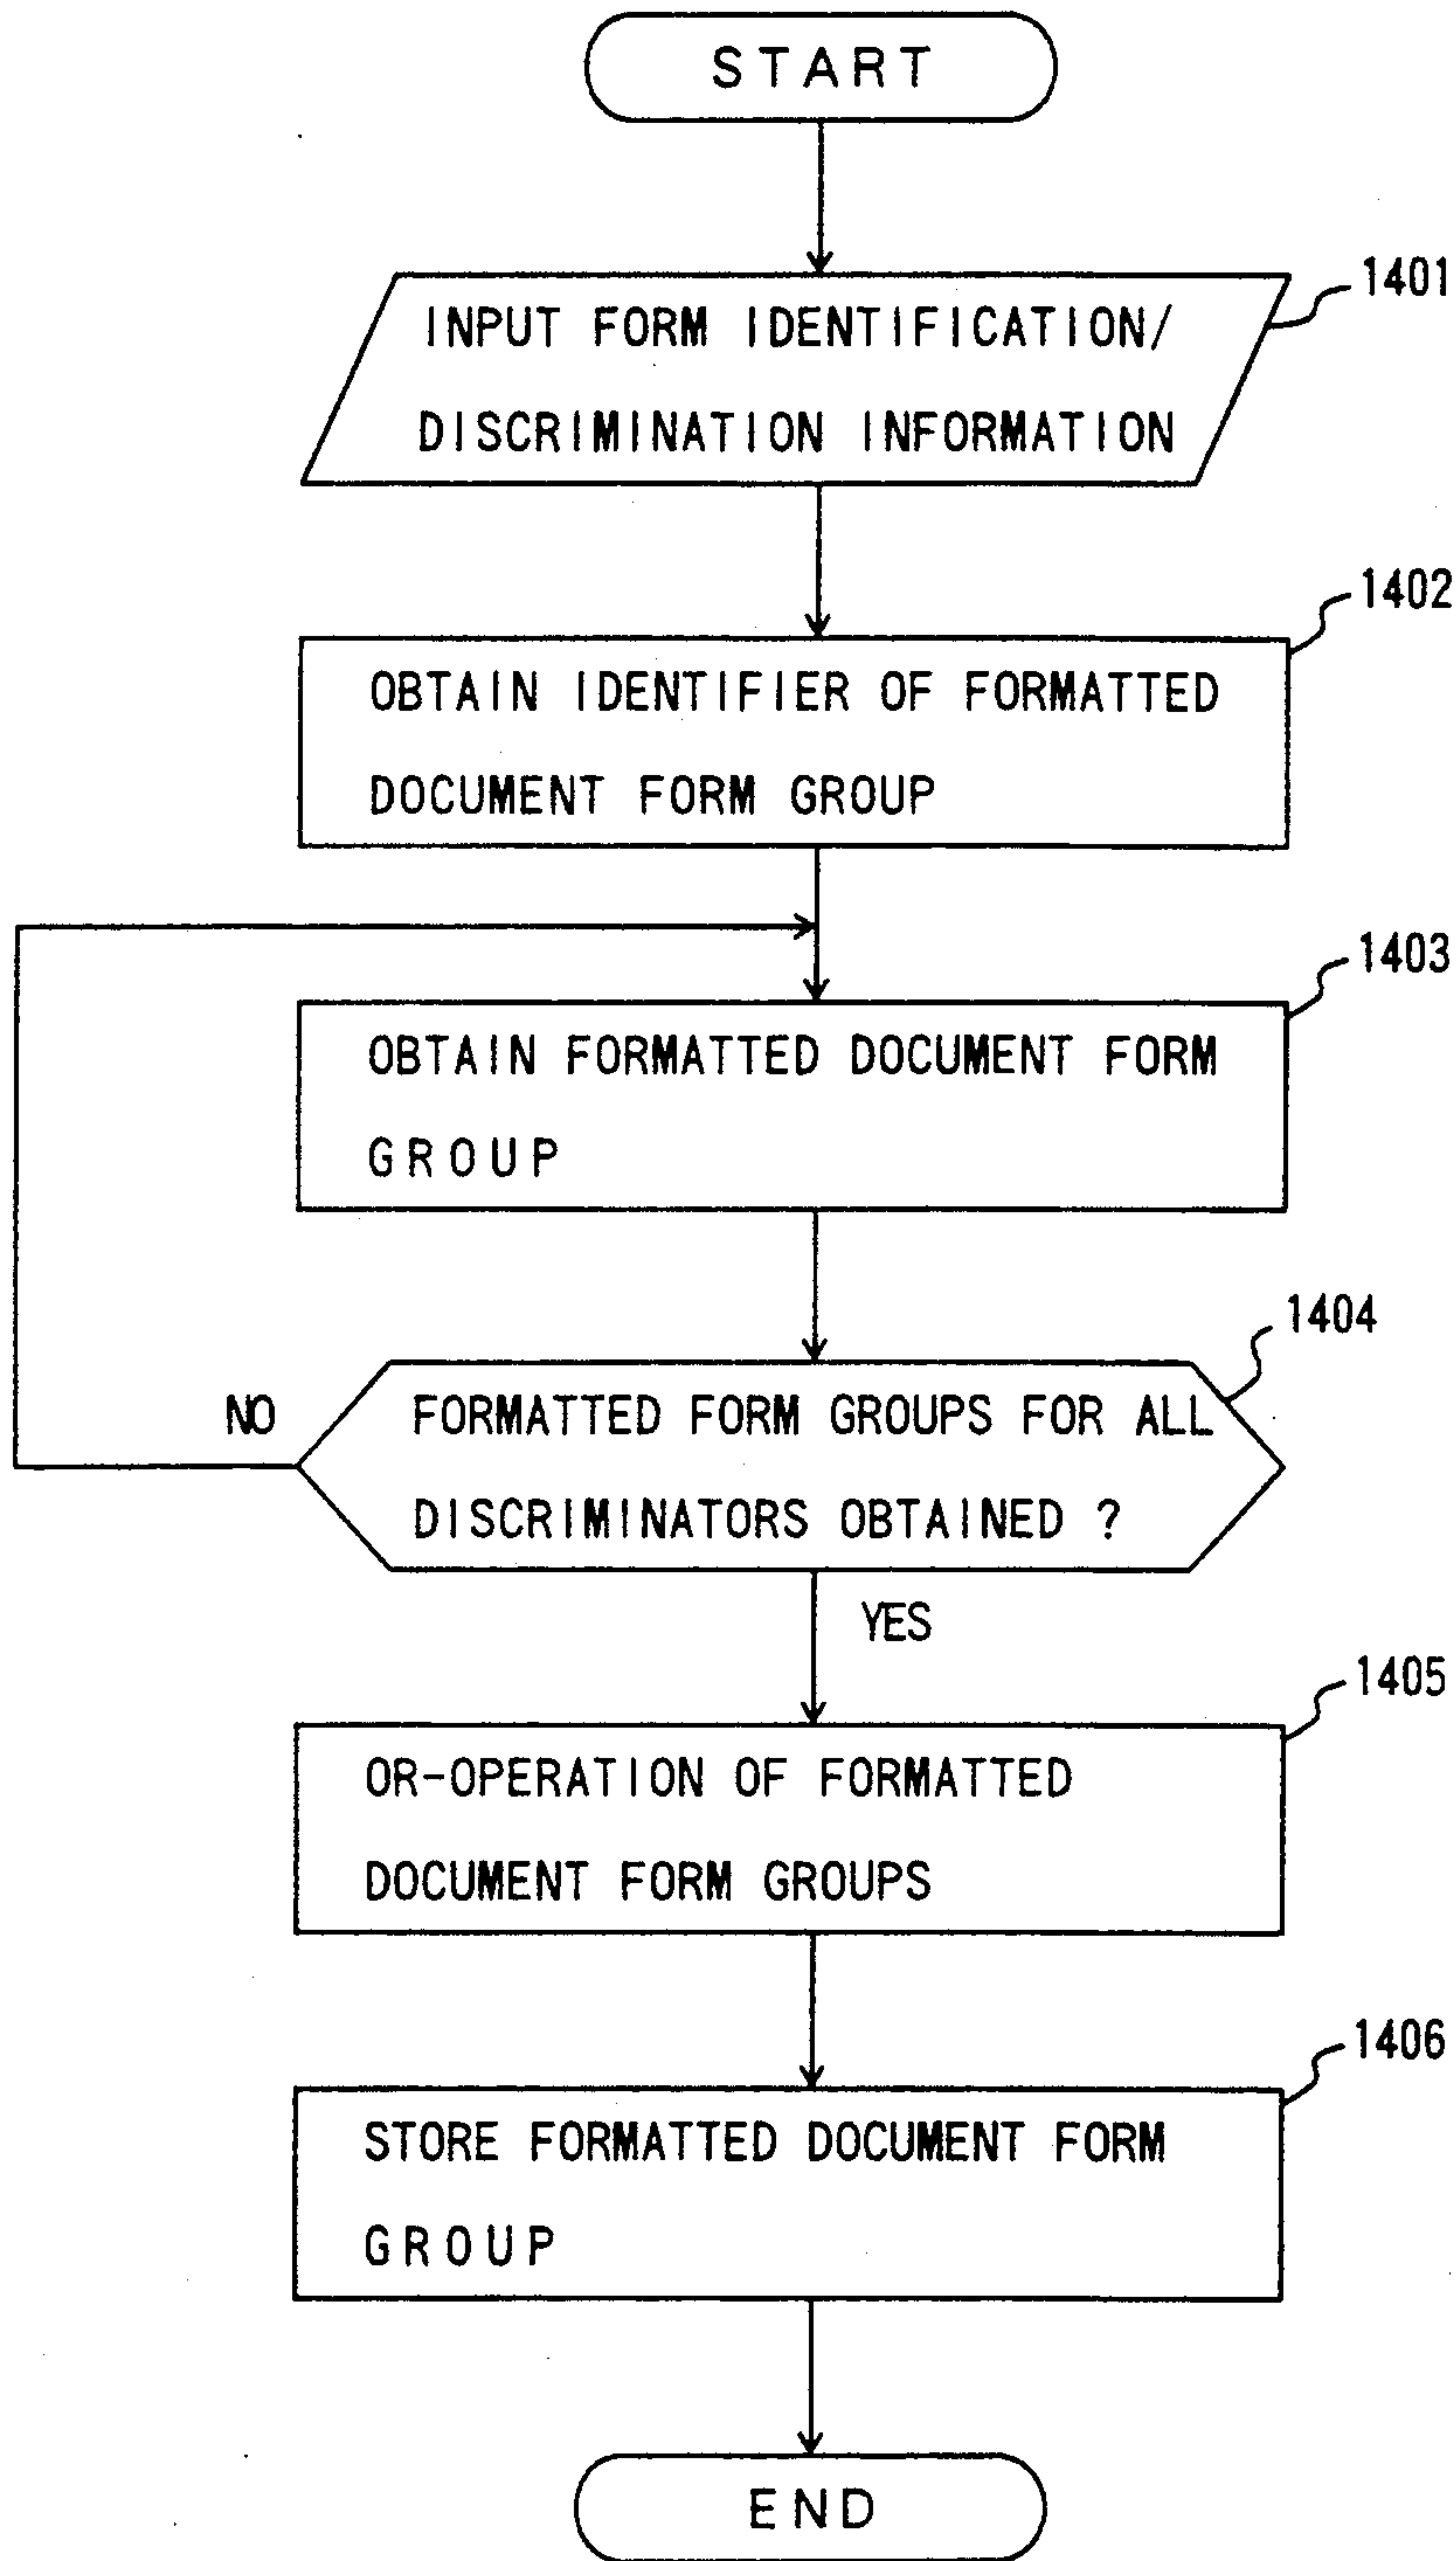 START
1401
INPUT FORM IDENTIFICATION/
DISCRIMINATION INFORMATION
1402
OBTAIN IDENTIFIER OF FORMATTED
DOCUMENT FORM GROUP
1403
OBTAIN FORMATTED DOCUMENT FORM
GROUP
1404
NO
FORMATTED FORM GROUPS FOR ALL
DISCRIMINATORS OBTAINED ?
YES
1405
OR-OPERATION OF FORMATTED
DOCUMENT FORM GROUPS
1406
STORE FORMATTED DOCUMENT FORM
GROUP
END